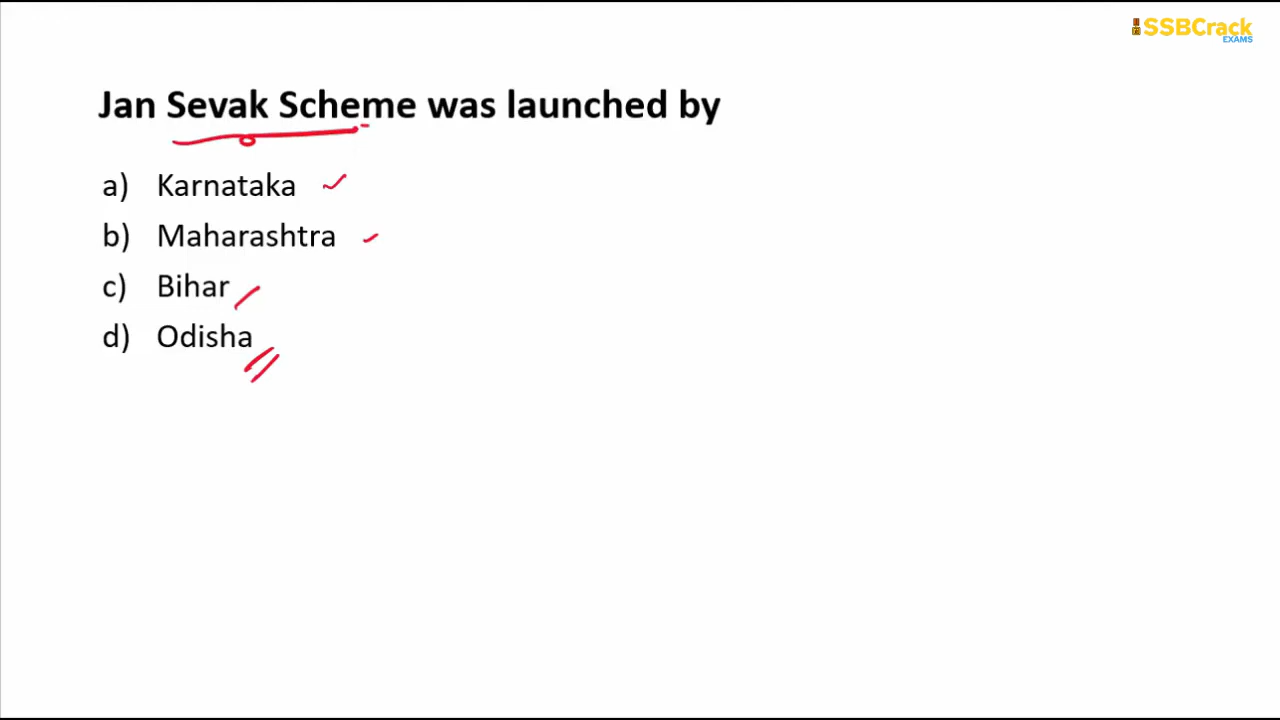 SSBCrack
EXAMS
Jan Sevak Scheme was launched by
a) Karnataka
b) Maharashtra
c) Bihar
d) Odisha